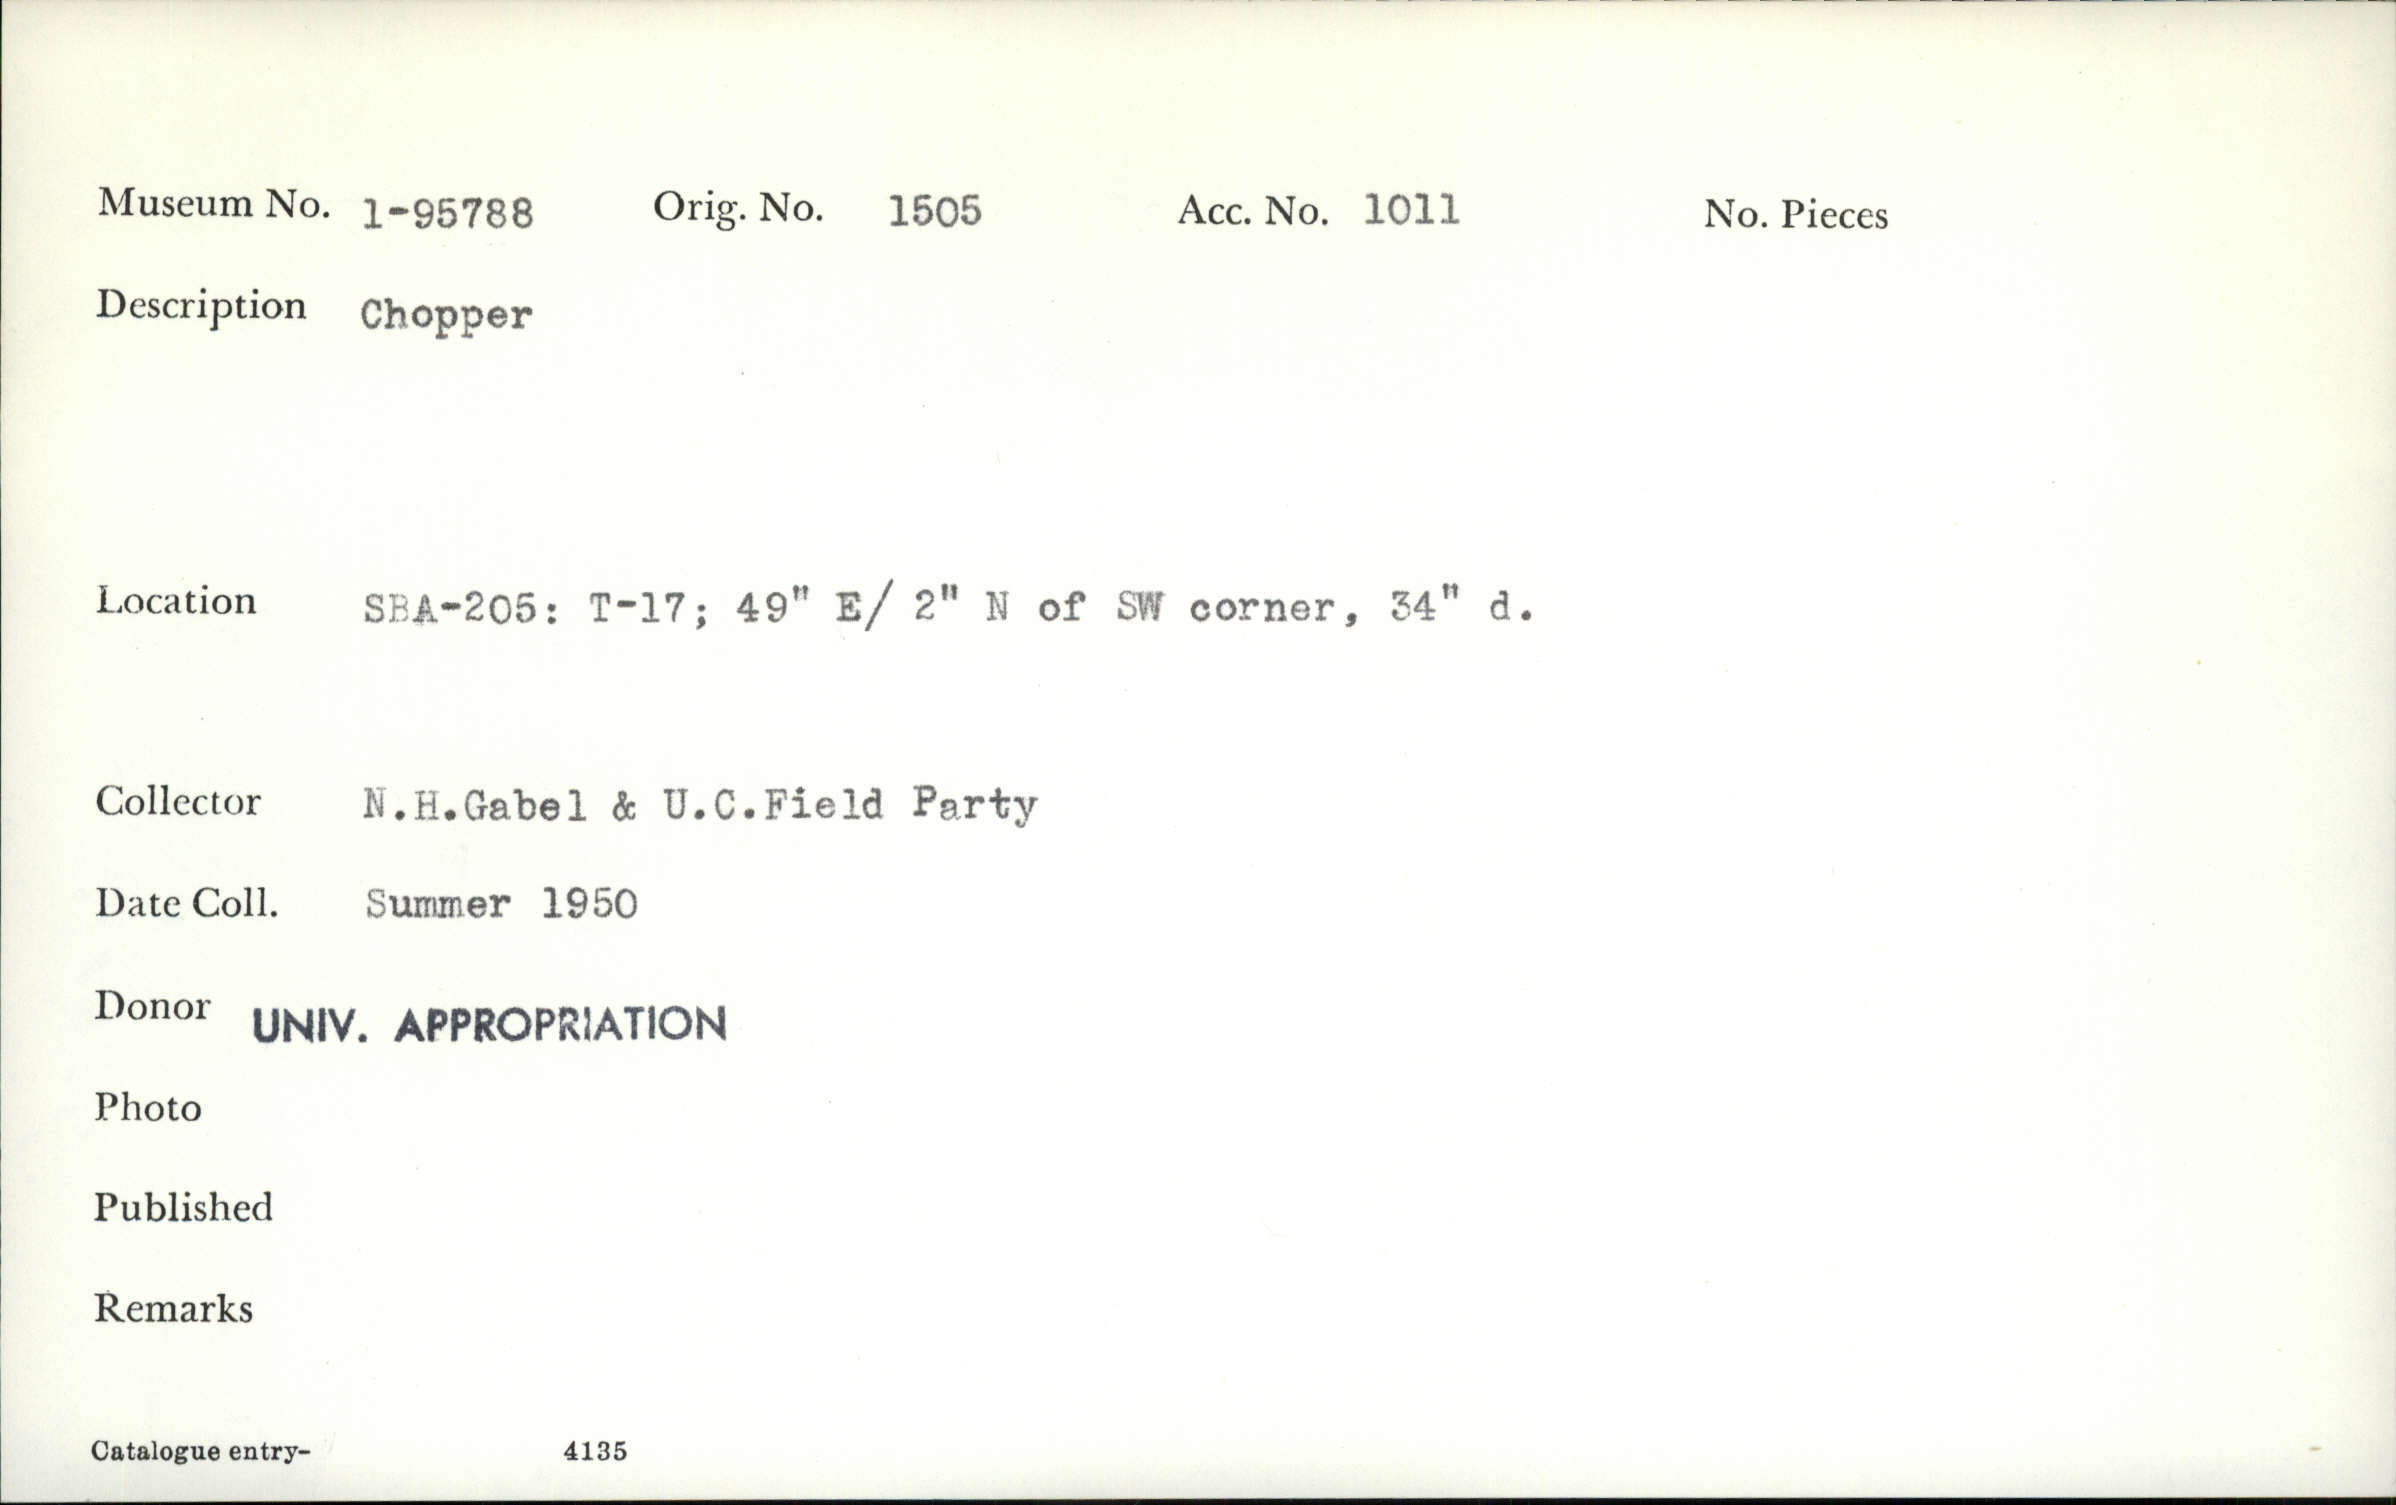 Museum No. 1-95788 Orig. No. 1505 Acc. No. 1011 No. Pieces
Description Chopper
Location SBA-205: T-17; 49" E/ 2" N of SW corner, 34" d.
Collector N.H.Gabel & U.C.Field Party
Date Coll. Summer 1950
Donor UNIV. APPROPRIATION
Photo
Published
Remarks
Catalogue entry- 4135